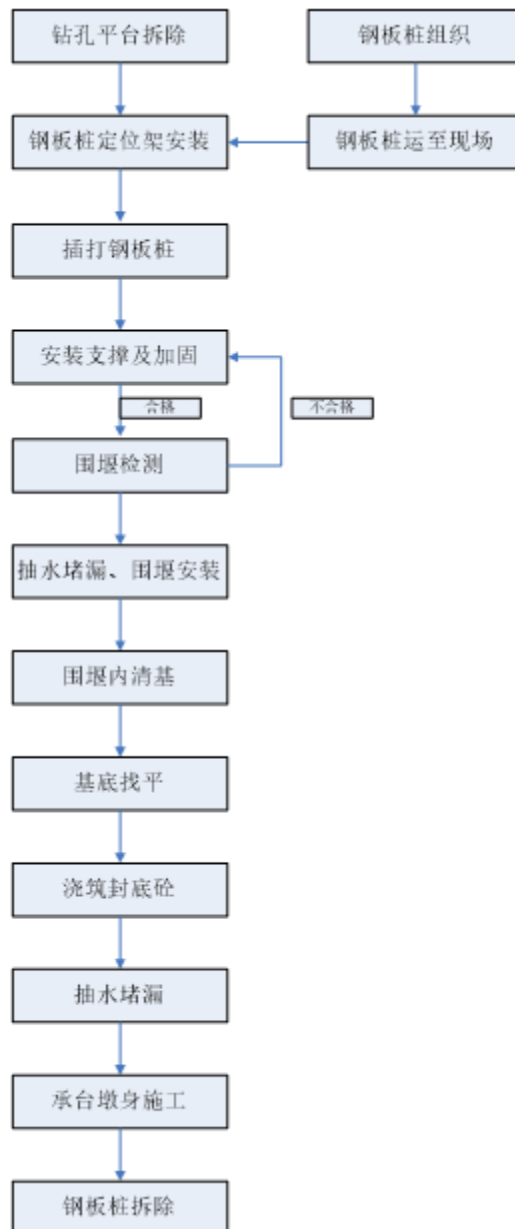 钻孔平台拆除
钢板桩组织
钢板桩定位架安装
钢板桩运至现场
插打钢板桩
安装支撑及加固
合格
不合格
围堰检测
抽水堵漏、围堰安装
围堰内清基
基底找平
浇筑封底砼
抽水堵漏
承台墩身施工
钢板桩拆除